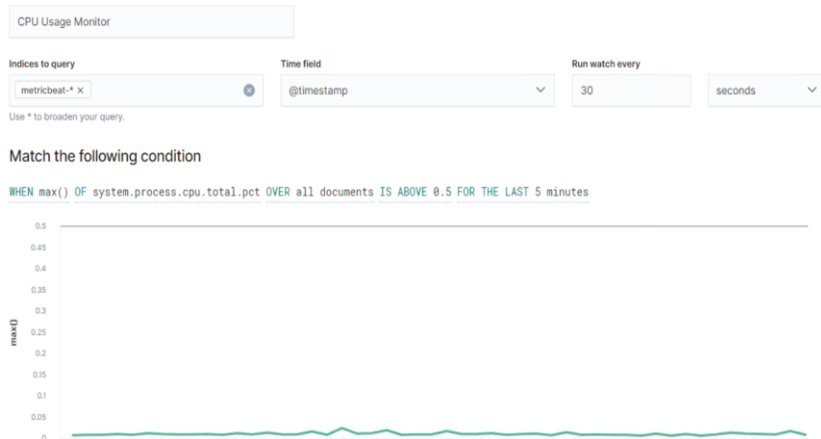 CPU Usage Monitor
Indices to query
Time field
Run watch every
metricbeat-* ×
@timestamp
30
seconds
Use * to broaden your query.
Match the following condition
WHEN max() OF system.process.cpu.total.pct OVER all documents IS ABOVE 0.5 FOR THE LAST 5 minutes
0.5
0.45
0.4
0.35
0.3
0.25
0.2
0.15
0.1
0.05
0
max()